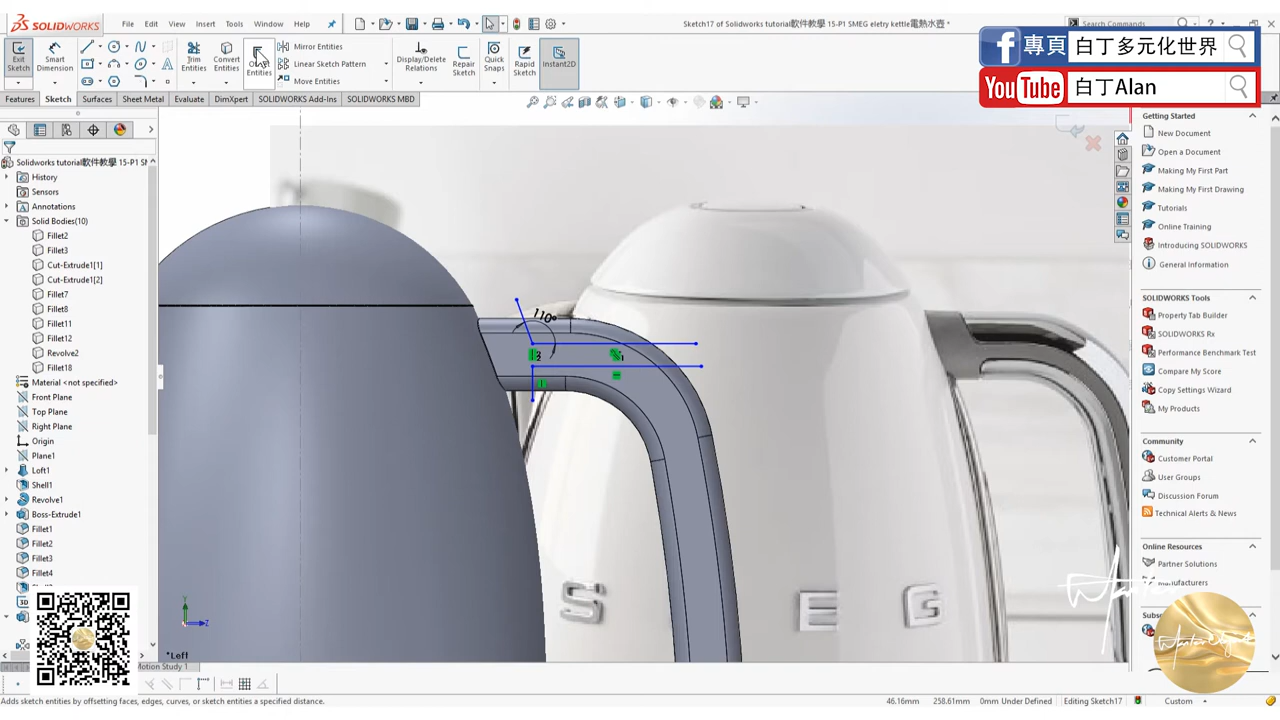 SOLIDWORKS
File Edit View Insert Tools Window Help
Sketch17 of Solidworks tutorial軟件教學 15-P1 SMEG eletry kettle電熱水壺 *
Search Commands
Exit Sketch
Smart Dimension
Trim Entities
Convert Entities
Entities
Mirror Entities
Linear Sketch Pattern
Move Entities
Display/Delete Relations
Repair Sketch
Quick Snaps
Rapid Sketch
Instant2D
專頁 白丁多元化世界
YouTube 白丁Alan
Features Sketch Surfaces Sheet Metal Evaluate DimXpert SOLIDWORKS Add-Ins SOLIDWORKS MBD
Solidworks tutorial軟件教學 15-P1 SM
History
Sensors
Annotations
Solid Bodies(10)
Fillet2
Fillet3
Cut-Extrude1[1]
Cut-Extrude1[2]
Fillet7
Fillet8
Fillet11
Fillet12
Revolve2
Fillet18
Material <not specified>
Front Plane
Top Plane
Right Plane
Origin
Plane1
Loft1
Shell1
Revolve1
Boss-Extrude1
Fillet1
Fillet2
Fillet3
Fillet4
110°
S E G
Y
Z
*Left
Getting Started
New Document
Open a Document
Making My First Part
Making My First Drawing
Tutorials
Online Training
Introducing SOLIDWORKS
General Information
SOLIDWORKS Tools
Property Tab Builder
SOLIDWORKS Rx
Performance Benchmark Test
Compare My Score
Copy Settings Wizard
My Products
Community
Customer Portal
User Groups
Discussion Forum
Technical Alerts & News
Online Resources
Partner Solutions
Motion Study 1
Adds sketch entities by offsetting faces, edges, curves, or sketch entities a specified distance.
46.16mm 258.61mm 0mm Under Defined Editing Sketch17 Custom